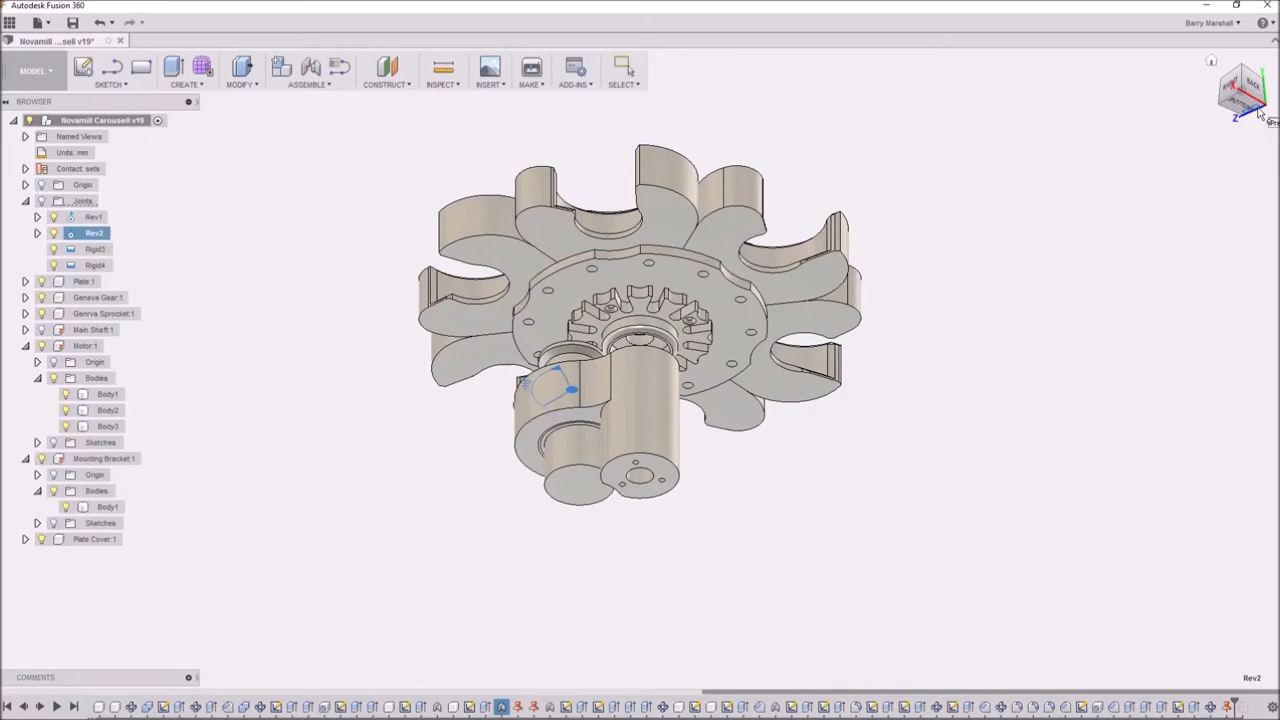 Autodesk Fusion 360
Barry Marshall
Novamill ...sell v19*
MODEL
SKETCH
CREATE
MODIFY
ASSEMBLE
CONSTRUCT
INSPECT
INSERT
MAKE
ADD-INS
SELECT
BROWSER
Novamill Carousell v19
Named Views
Units: mm
Contact: sets
Origin
Joints
Rev1
Rev2
Rigid3
Rigid4
Plate:1
Geneva Gear:1
Genrva Sprocket:1
Main Shaft:1
Motor:1
Origin
Bodies
Body1
Body2
Body3
Sketches
Mounting Bracket:1
Origin
Bodies
Body1
Sketches
Plate Cover:1
BACK
Z
COMMENTS
Rev2